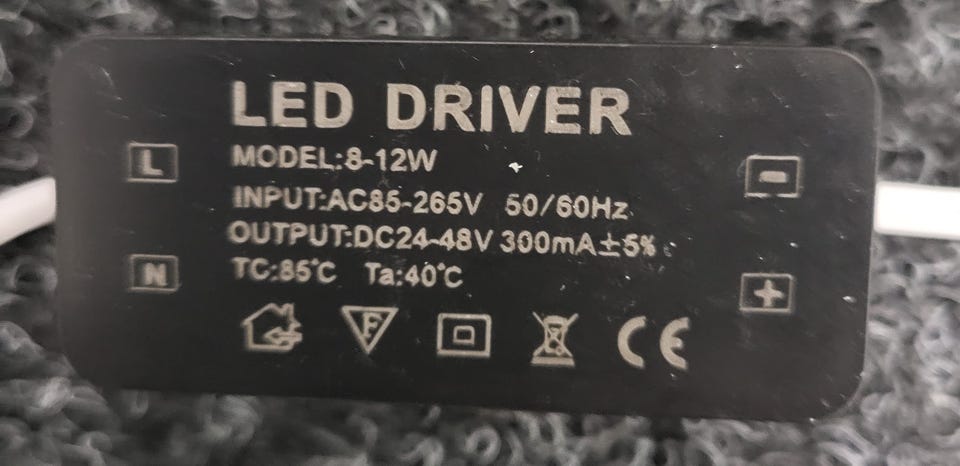 LED DRIVER
L
MODEL:8-12W
-
INPUT:AC85-265V 50/60Hz
OUTPUT:DC24-48V 300mA±5%
N
TC:85℃ Ta:40℃
+
F
CE